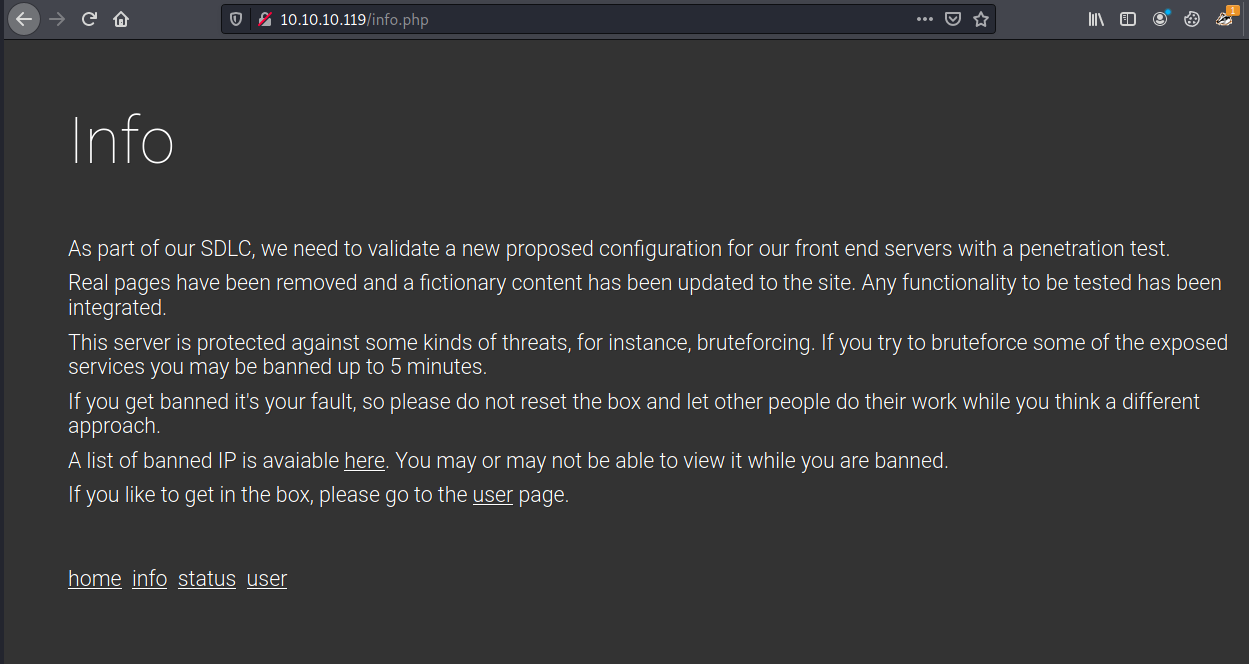 10.10.10.119/info.php
1
Info
As part of our SDLC, we need to validate a new proposed configuration for our front end servers with a penetration test.
Real pages have been removed and a fictionary content has been updated to the site. Any functionality to be tested has been
integrated.
This server is protected against some kinds of threats, for instance, bruteforcing. If you try to bruteforce some of the exposed
services you may be banned up to 5 minutes.
If you get banned it's your fault, so please do not reset the box and let other people do their work while you think a different
approach.
A list of banned IP is avaiable here. You may or may not be able to view it while you are banned.
If you like to get in the box, please go to the user page.
home info status user